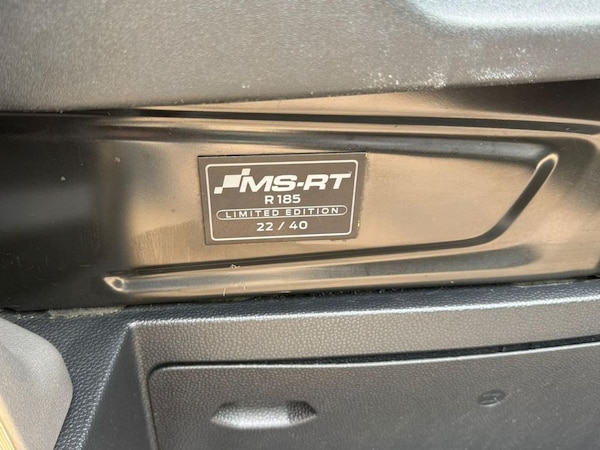 MS-RT
R185
LIMITED EDITION
22 / 40